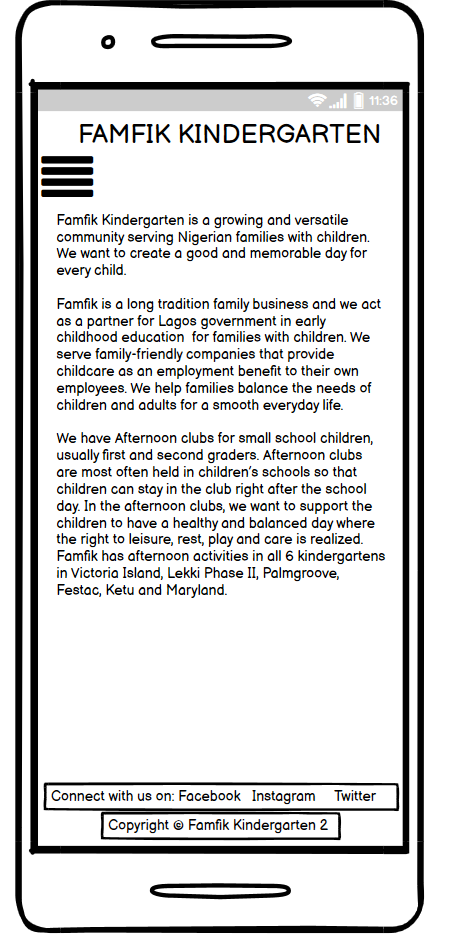 11:36
FAMFIK KINDERGARTEN
Famfik Kindergarten is a growing and versatile
community serving Nigerian families with children.
We want to create a good and memorable day for
every child.
Famfik is a long tradition family business and we act
as a partner for Lagos government in early
childhood education  for families with children. We
serve family-friendly companies that provide
childcare as an employment benefit to their own
employees. We help families balance the needs of
children and adults for a smooth everyday life.
We have Afternoon clubs for small school children,
usually first and second graders. Afternoon clubs
are most often held in children's schools so that
children can stay in the club right after the school
day. In the afternoon clubs, we want to support the
children to have a healthy and balanced day where
the right to leisure, rest, play and care is realized.
Famfik has afternoon activities in all 6 kindergartens
in Victoria Island, Lekki Phase II, Palmgroove,
Festac, Ketu and Maryland.
Connect with us on: Facebook   Instagram   Twitter
Copyright © Famfik Kindergarten 2